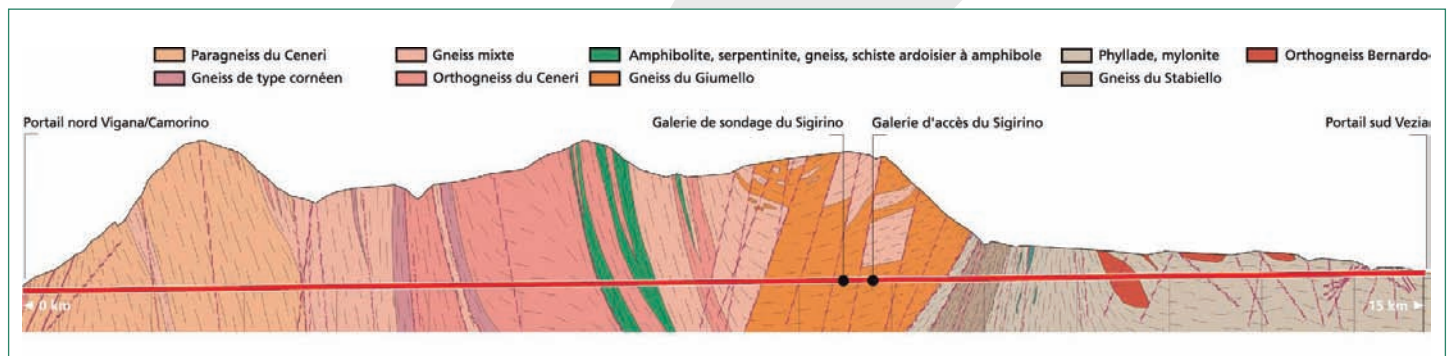 Paragneiss du Ceneri
Gneiss mixte
Amphibolite, serpentinite, gneiss, schiste ardoisier à amphibole
Phyllade, mylonite
Orthogneiss Bernardo-
Gneiss de type cornéen
Orthogneiss du Ceneri
Gneiss du Giumello
Gneiss du Stabiello
Portail nord Vigana/Camorino
Galerie de sondage du Sigirino
Galerie d'accès du Sigirino
Portail sud Vezia
0 km
15 km